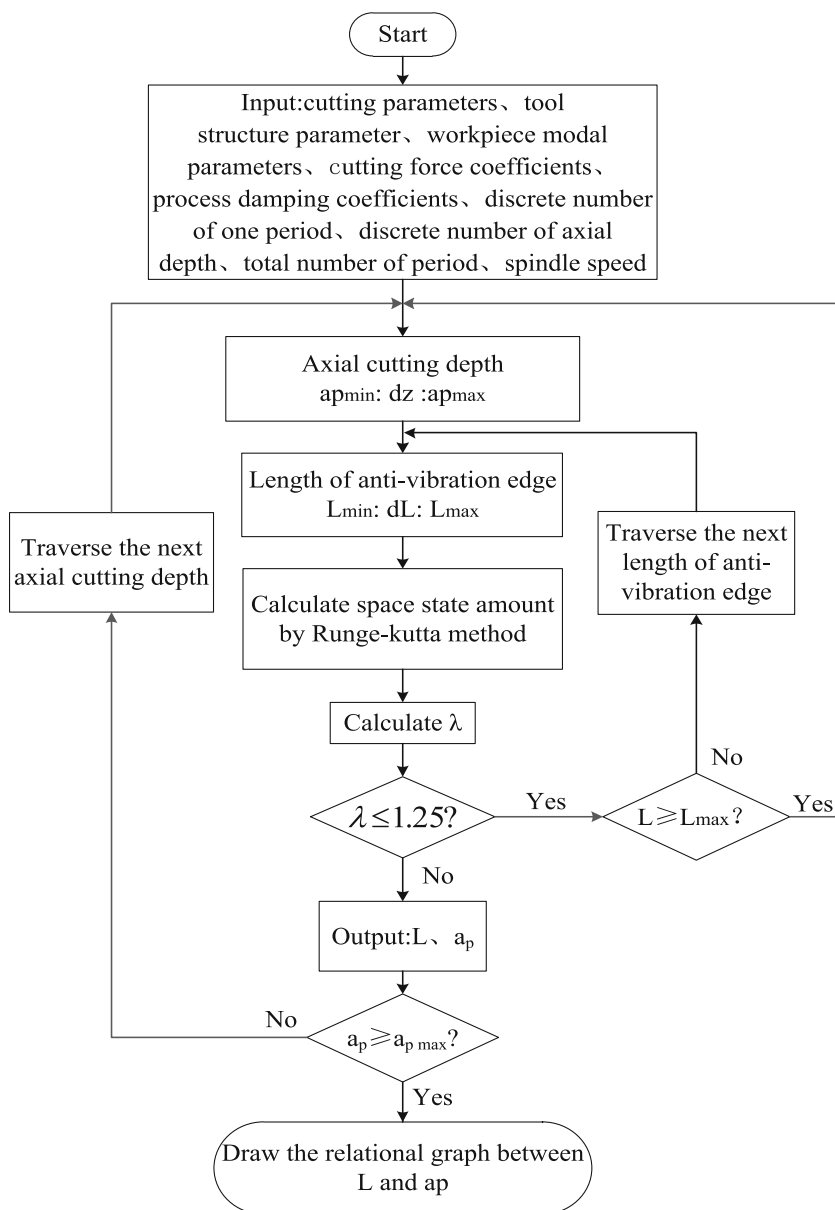 Start
Input:cutting parameters、tool
structure parameter、workpiece modal
parameters、cutting force coefficients、
process damping coefficients、discrete number
of one period、discrete number of axial
depth、total number of period、spindle speed
Axial cutting depth
apmin: dz :apmax
Length of anti-vibration edge
Lmin: dL: Lmax
Traverse the next
axial cutting depth
Traverse the next
length of anti-
vibration edge
Calculate space state amount
by Runge-kutta method
Calculate λ
No
λ≤1.25?
Yes
L≥Lmax?
Yes
No
Output:L、ap
No
ap≥ap max?
Yes
Draw the relational graph between
L and ap